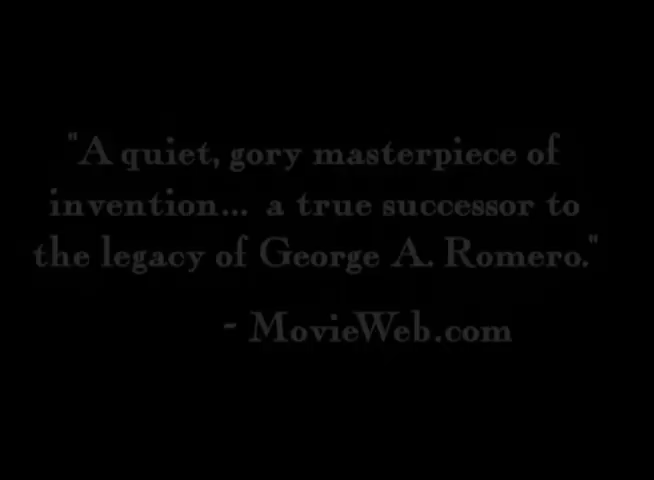 "A quiet, gory masterpiece of
invention... a true successor to
the legacy of George A. Romero."
- MovieWeb.com